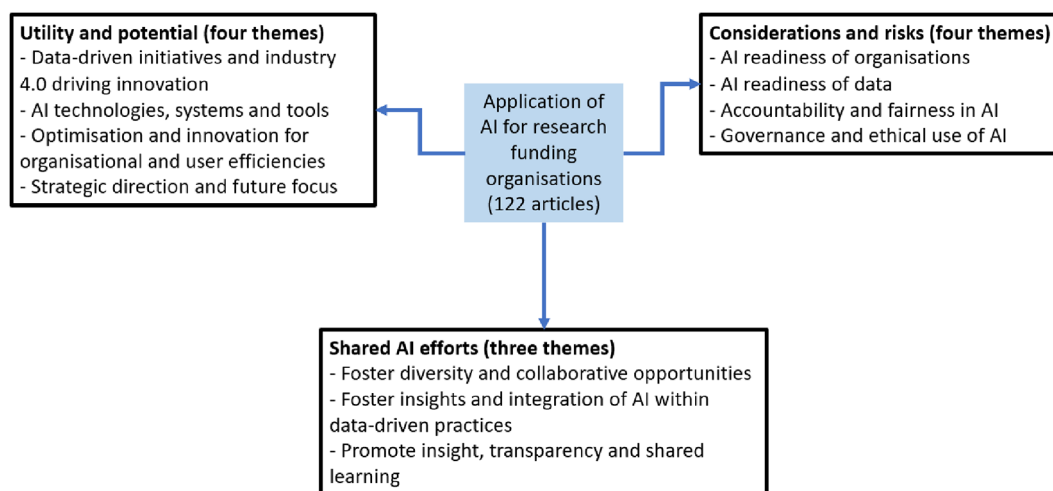 Utility and potential (four themes)
- Data-driven initiatives and industry
4.0 driving innovation
- AI technologies, systems and tools
- Optimisation and innovation for
organisational and user efficiencies
- Strategic direction and future focus
Application of
AI for research
funding
organisations
(122 articles)
Considerations and risks (four themes)
- AI readiness of organisations
- AI readiness of data
- Accountability and fairness in AI
- Governance and ethical use of AI
Shared AI efforts (three themes)
- Foster diversity and collaborative opportunities
- Foster insights and integration of AI within
data-driven practices
- Promote insight, transparency and shared
learning